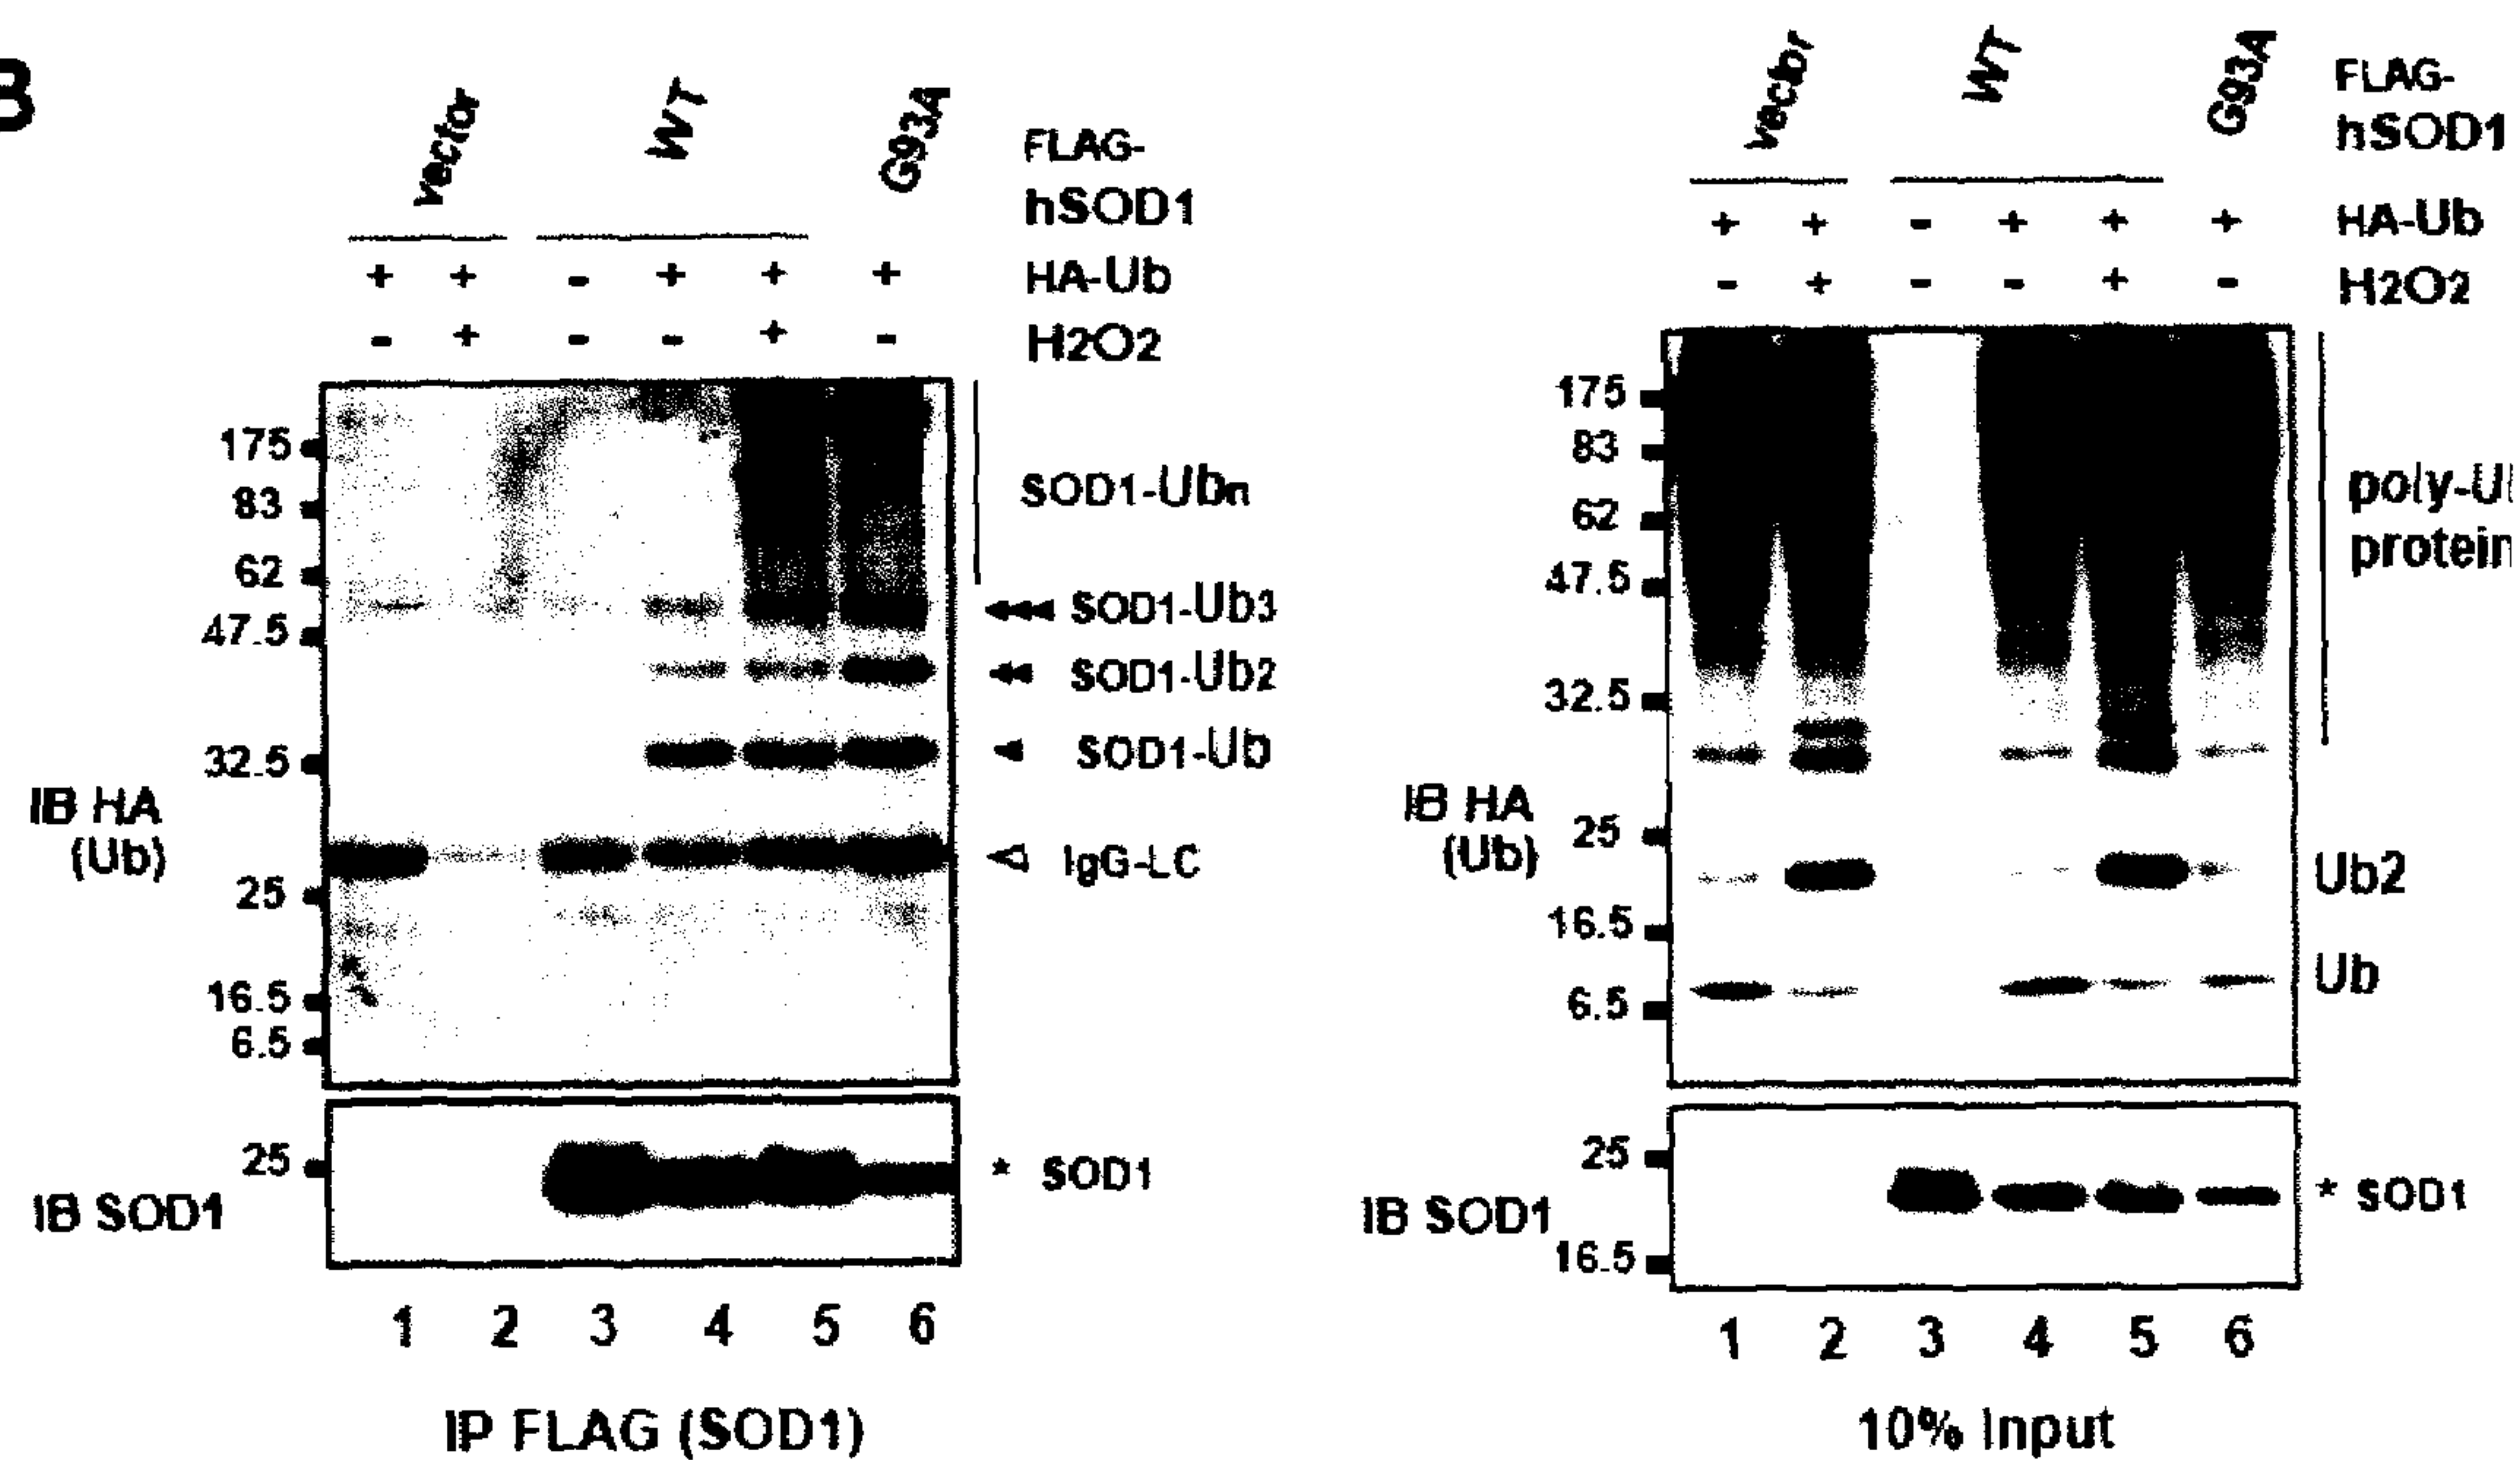 B
vector WT G93A FLAG-
hSOD1
+ + - + + + HA-Ub
- + - - + - H2O2
175
83
62
47.5
32.5
25
16.5
6.5
IB HA
(Ub)
SOD1-Ubn
SOD1-Ub3
SOD1-Ub2
SOD1-Ub
IgG-LC
25
IB SOD1
* SOD1
1 2 3 4 5 6
IP FLAG (SOD1)
vector WT G93A FLAG-
hSOD1
+ + - + + + HA-Ub
- + - - + - H2O2
175
83
62
47.5
32.5
25
16.5
6.5
IB HA
(Ub)
poly-U
protein
Ub2
Ub
25
16.5
IB SOD1
* SOD1
1 2 3 4 5 6
10% Input